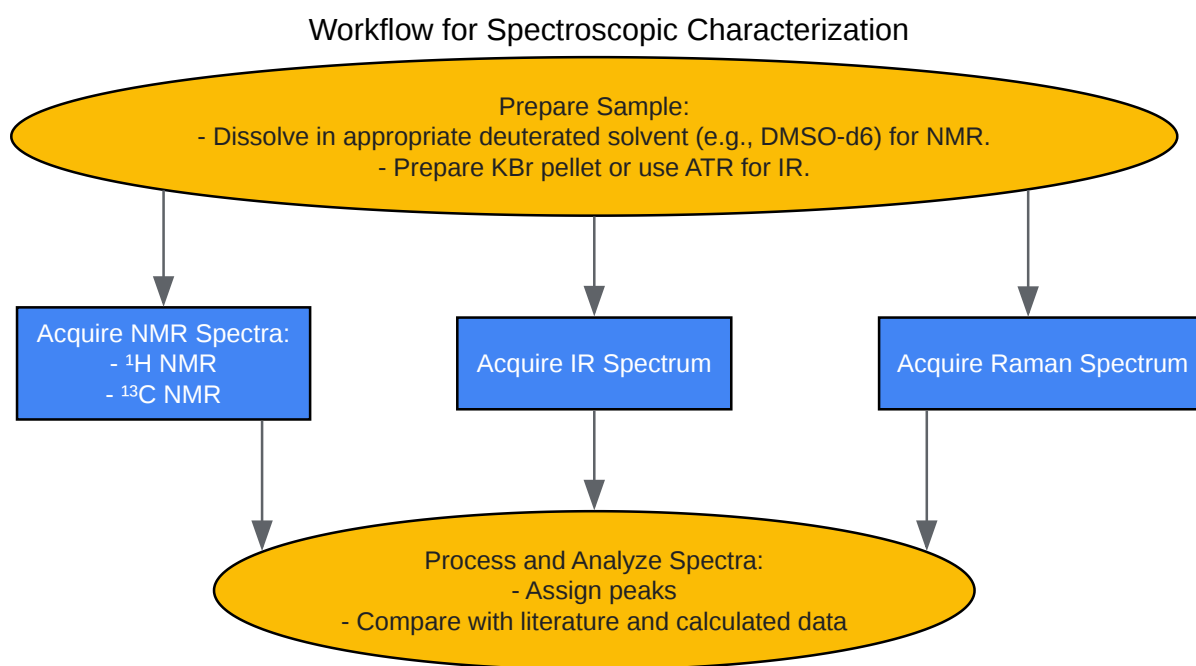 Workflow for Spectroscopic Characterization
Prepare Sample:
- Dissolve in appropriate deuterated solvent (e.g., DMSO-d6) for NMR.
- Prepare KBr pellet or use ATR for IR.
Acquire NMR Spectra:
- ¹H NMR
- ¹³C NMR
Acquire IR Spectrum
Acquire Raman Spectrum
Process and Analyze Spectra:
- Assign peaks
- Compare with literature and calculated data